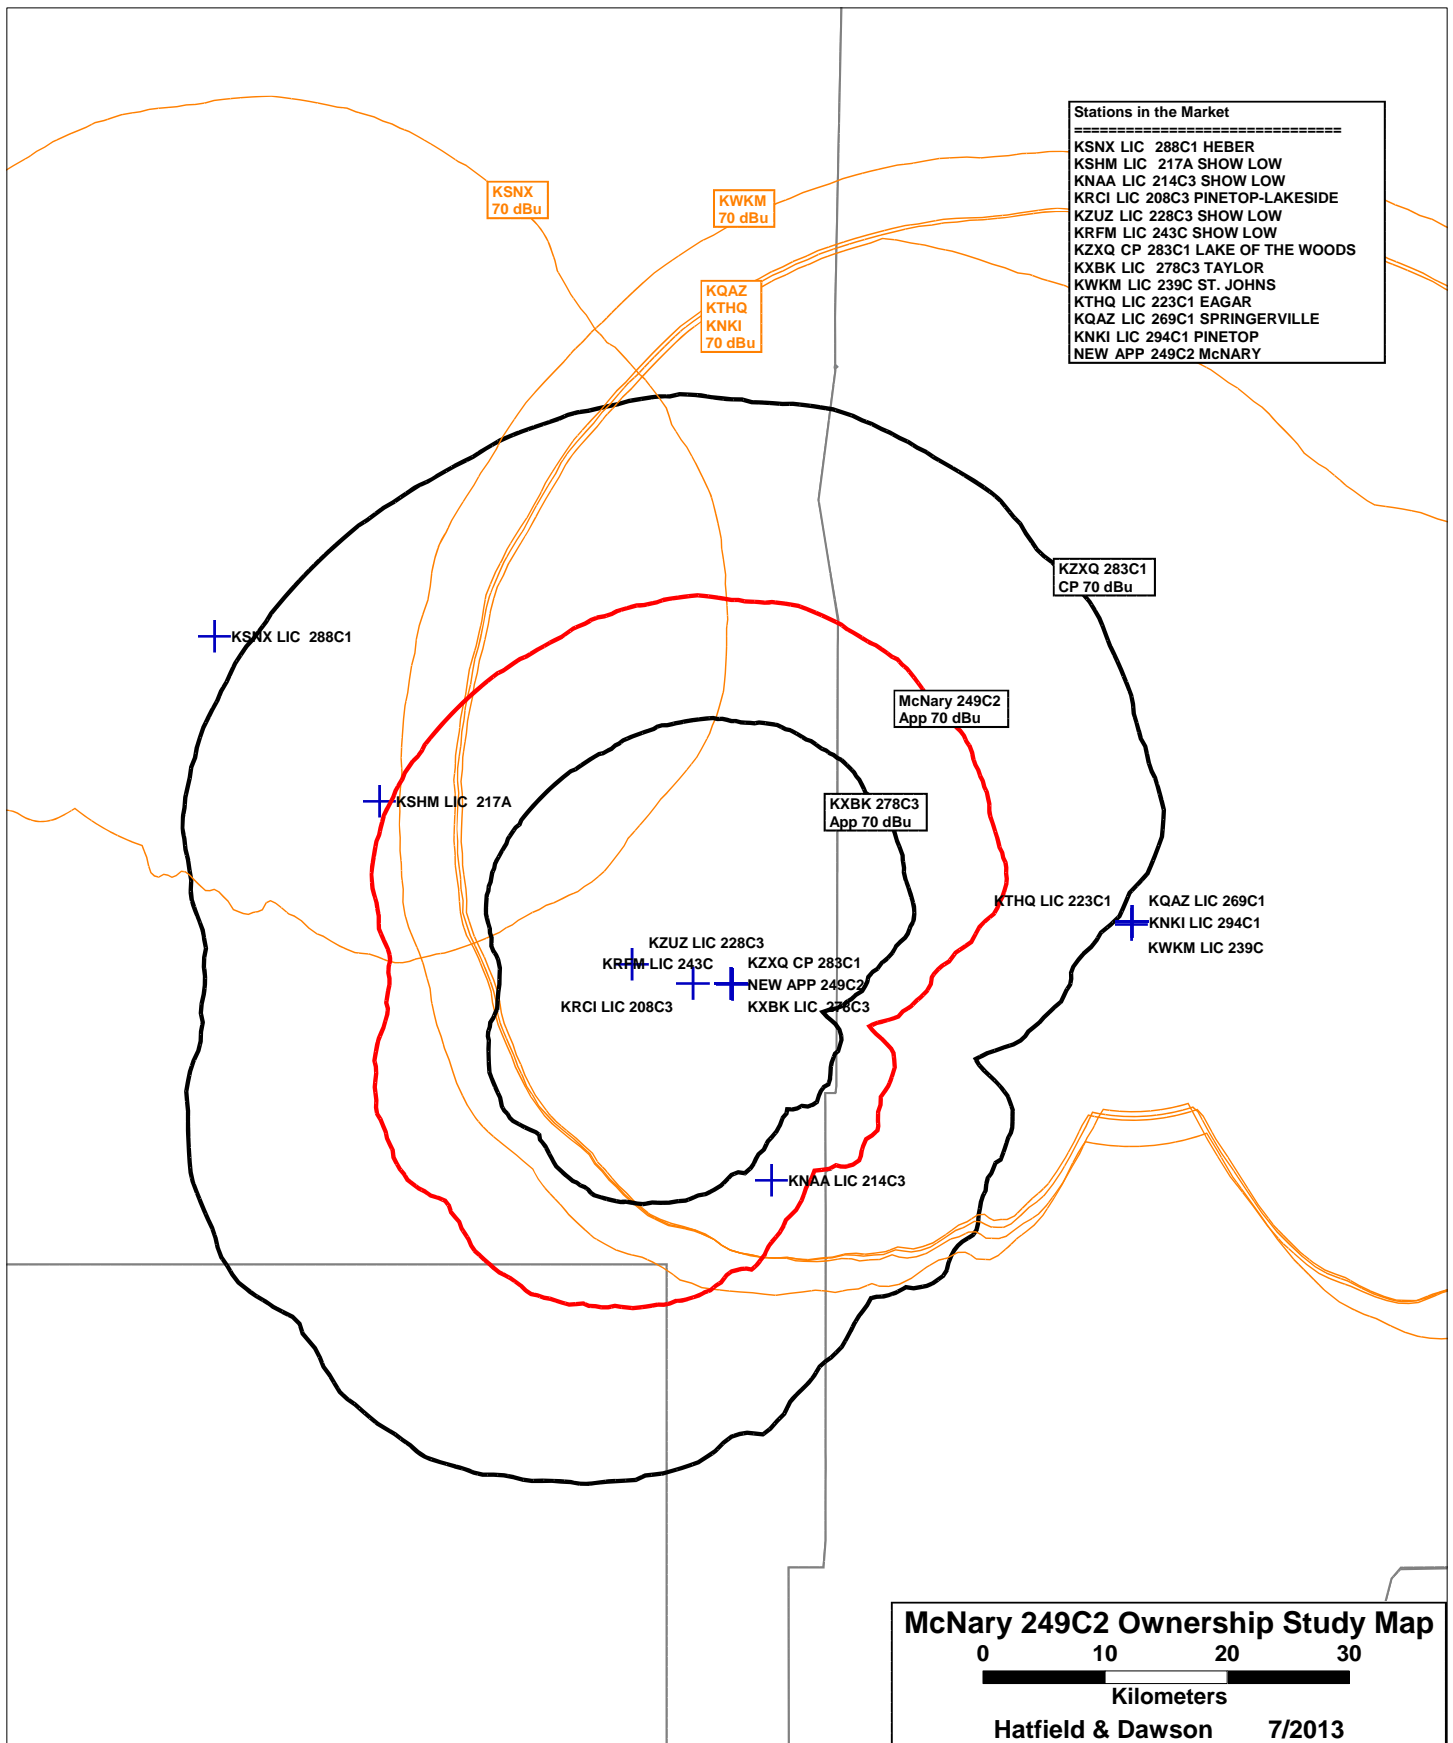 Stations in the Market
==============================
KSNX LIC 288C1 HEBER
KSHM LIC 217A SHOW LOW
KNAA LIC 214C3 SHOW LOW
KRCI LIC 208C3 PINETOP-LAKESIDE
KZUZ LIC 228C3 SHOW LOW
KRFM LIC 243C SHOW LOW
KZXQ CP 283C1 LAKE OF THE WOODS
KXBK LIC 278C3 TAYLOR
KWKM LIC 239C ST. JOHNS
KTHQ LIC 223C1 EAGAR
KQAZ LIC 269C1 SPRINGERVILLE
KNKI LIC 294C1 PINETOP
NEW APP 249C2 McNARY
KSNX
70 dBu
KWKM
70 dBu
KQAZ
KTHQ
KNKI
70 dBu
KZXQ 283C1
CP 70 dBu
KSNX LIC 288C1
McNary 249C2
App 70 dBu
KSHM LIC 217A
KXBK 278C3
App 70 dBu
KTHQ LIC 223C1
KQAZ LIC 269C1
KNKI LIC 294C1
KWKM LIC 239C
KZUZ LIC 228C3
KRFM LIC 243C
KRCI LIC 208C3
KZXQ CP 283C1
NEW APP 249C2
KXBK LIC 278C3
KNAA LIC 214C3
McNary 249C2 Ownership Study Map
0 10 20 30
Kilometers
Hatfield & Dawson 7/2013